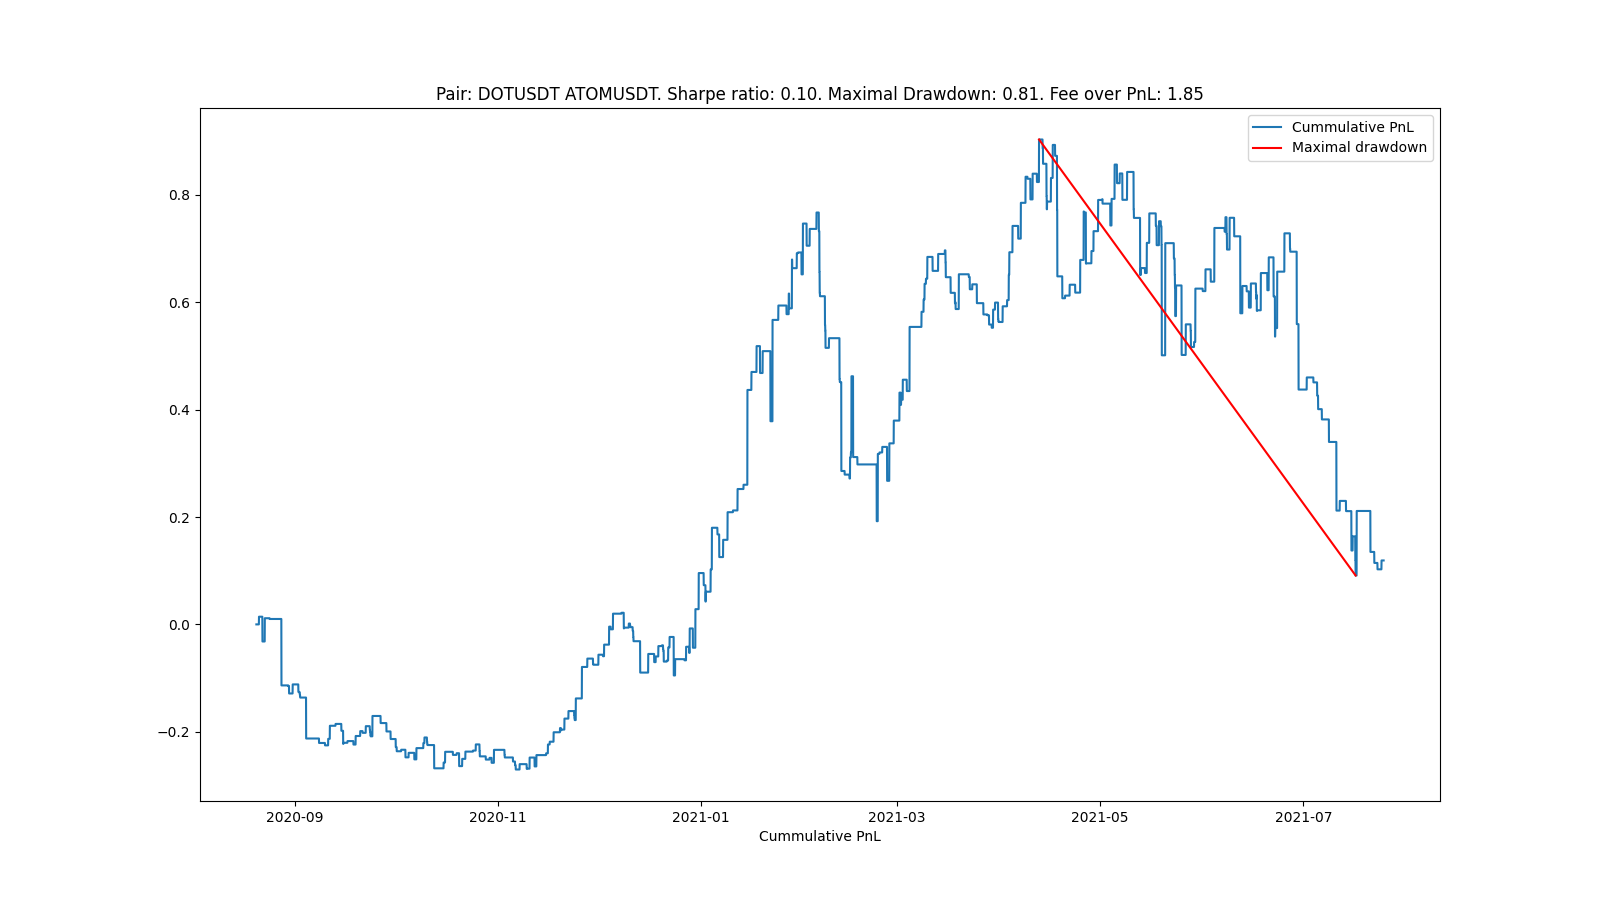 Pair: DOTUSDT ATOMUSDT. Sharpe ratio: 0.10. Maximal Drawdown: 0.81. Fee over PnL: 1.85
Cummulative PnL
Maximal drawdown
0.8
0.6
0.4
0.2
0.0
−0.2
2020-09 2020-11 2021-01 2021-03 2021-05 2021-07
Cummulative PnL